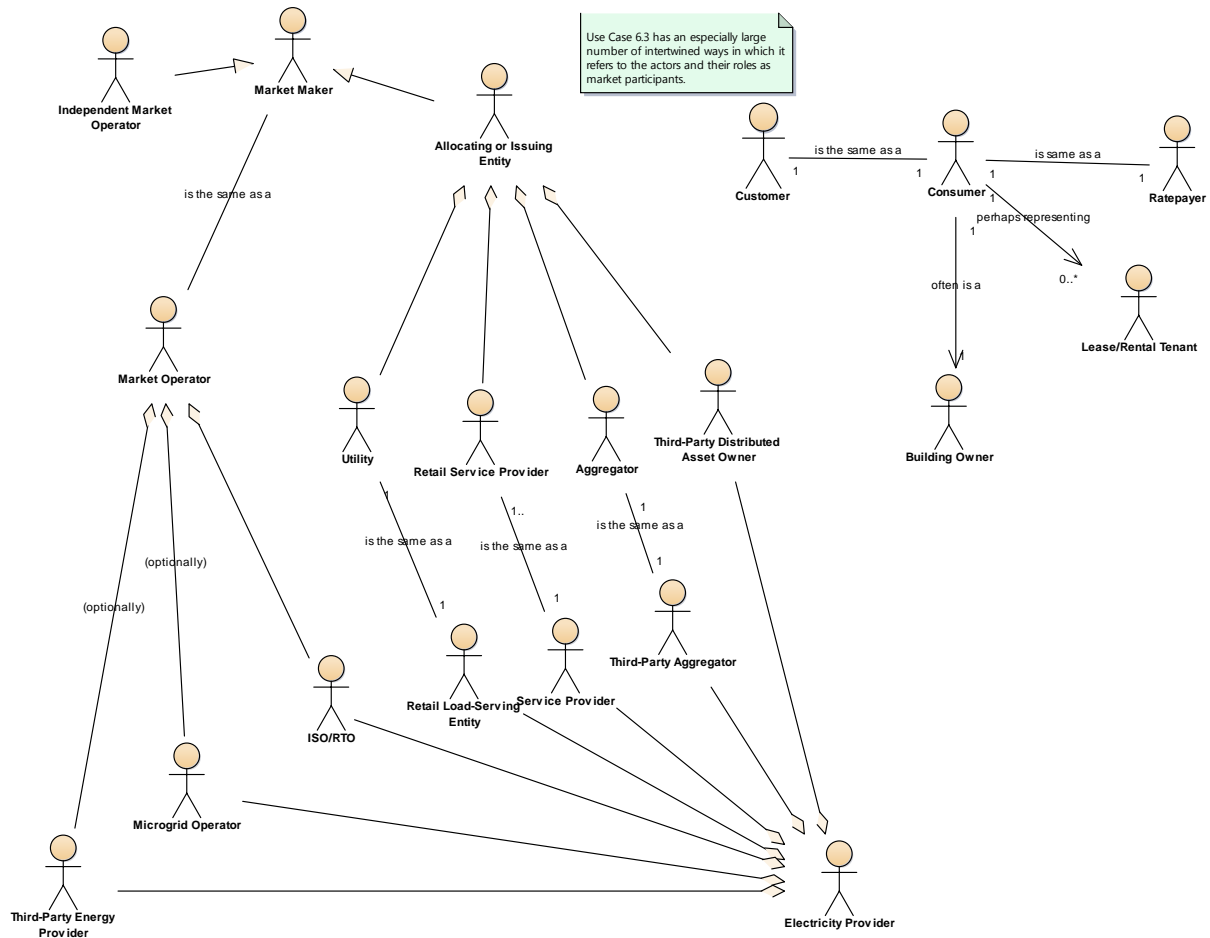 Use Case 6.3 has an especially large
number of intertwined ways in which it
refers to the actors and their roles as
market participants.
Market Maker
Independent Market
Operator
Allocating or Issuing
Entity
Customer
is the same as a
1
1
Consumer
is same as a
1
1
Ratepayer
is the same as a
1
perhaps representing
0..*
1
often is a
1
Lease/Rental Tenant
Building Owner
Market Operator
Utility
Retail Service Provider
Aggregator
Third-Party Distributed
Asset Owner
1
is the same as a
1
1..
is the same as a
1
1
is the same as a
1
(optionally)
(optionally)
Third-Party Aggregator
Retail Load-Serving
Entity
Service Provider
ISO/RTO
Microgrid Operator
Third-Party Energy
Provider
Electricity Provider